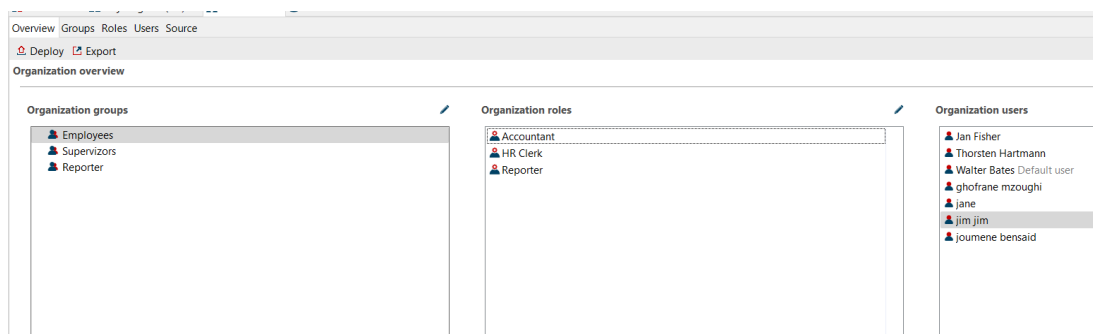 Overview Groups Roles Users Source
Deploy Export
Organization overview
Organization groups
Employees
Supervizors
Reporter
Organization roles
Accountant
HR Clerk
Reporter
Organization users
Jan Fisher
Thorsten Hartmann
Walter Bates Default user
ghofrane mzoughi
jane
jim jim
joumene bensaid